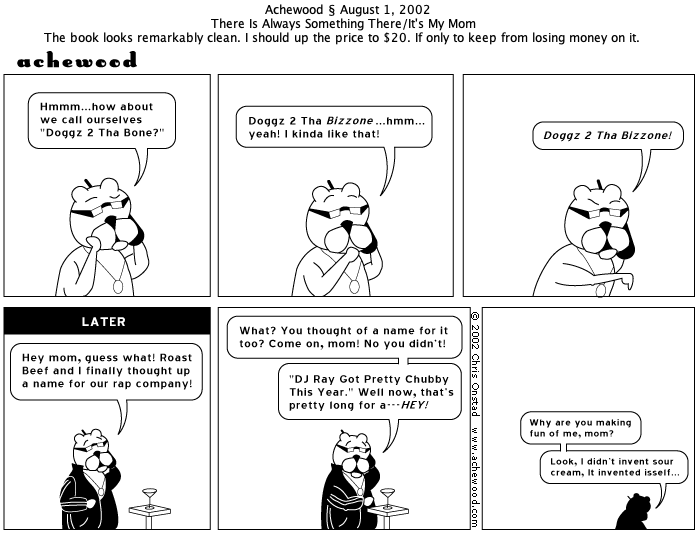 Achewood § August 1, 2002
There Is Always Something There/It's My Mom
The book looks remarkably clean. I should up the price to $20. If only to keep from losing money on it.
achewood
Hmmm...how about
we call ourselves
"Doggz 2 Tha Bone?"
Doggz 2 Tha Bizzone ...hmm...
yeah! I kinda like that!
Doggz 2 Tha Bizzone!
LATER
Hey mom, guess what! Roast
Beef and I finally thought up
a name for our rap company!
What? You thought of a name for it
too? Come on, mom! No you didn't!
"DJ Ray Got Pretty Chubby
This Year." Well now, that's
pretty long for a---HEY!
© 2002 Chris Onstad www.achewood.com
Why are you making
fun of me, mom?
Look, I didn't invent sour
cream, It invented isself...